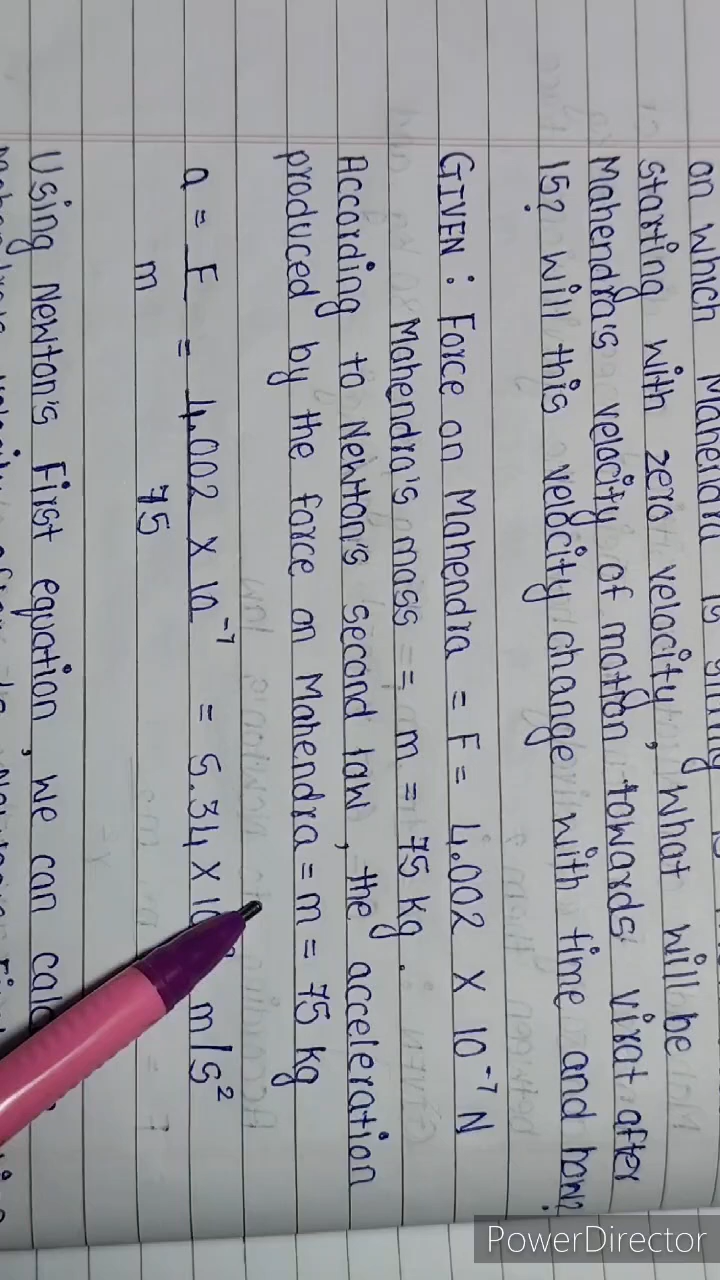 on which Mahendra is sitting
starting with zero velocity, what will be
Mahendra's velocity of motion towards virat after
1s? will this velocity change with time and how?
GIVEN : Force on Mahendra = F = 4.002 × 10⁻⁷ N
Mahendra's mass = m = 75 kg.
According to Newton's second law, the acceleration
produced by the force on Mahendra = m = 75 kg
a = F = 4.002 × 10⁻⁷ = 5.34 × m/s²
m 75
Using Newton's First equation, we can
PowerDirector